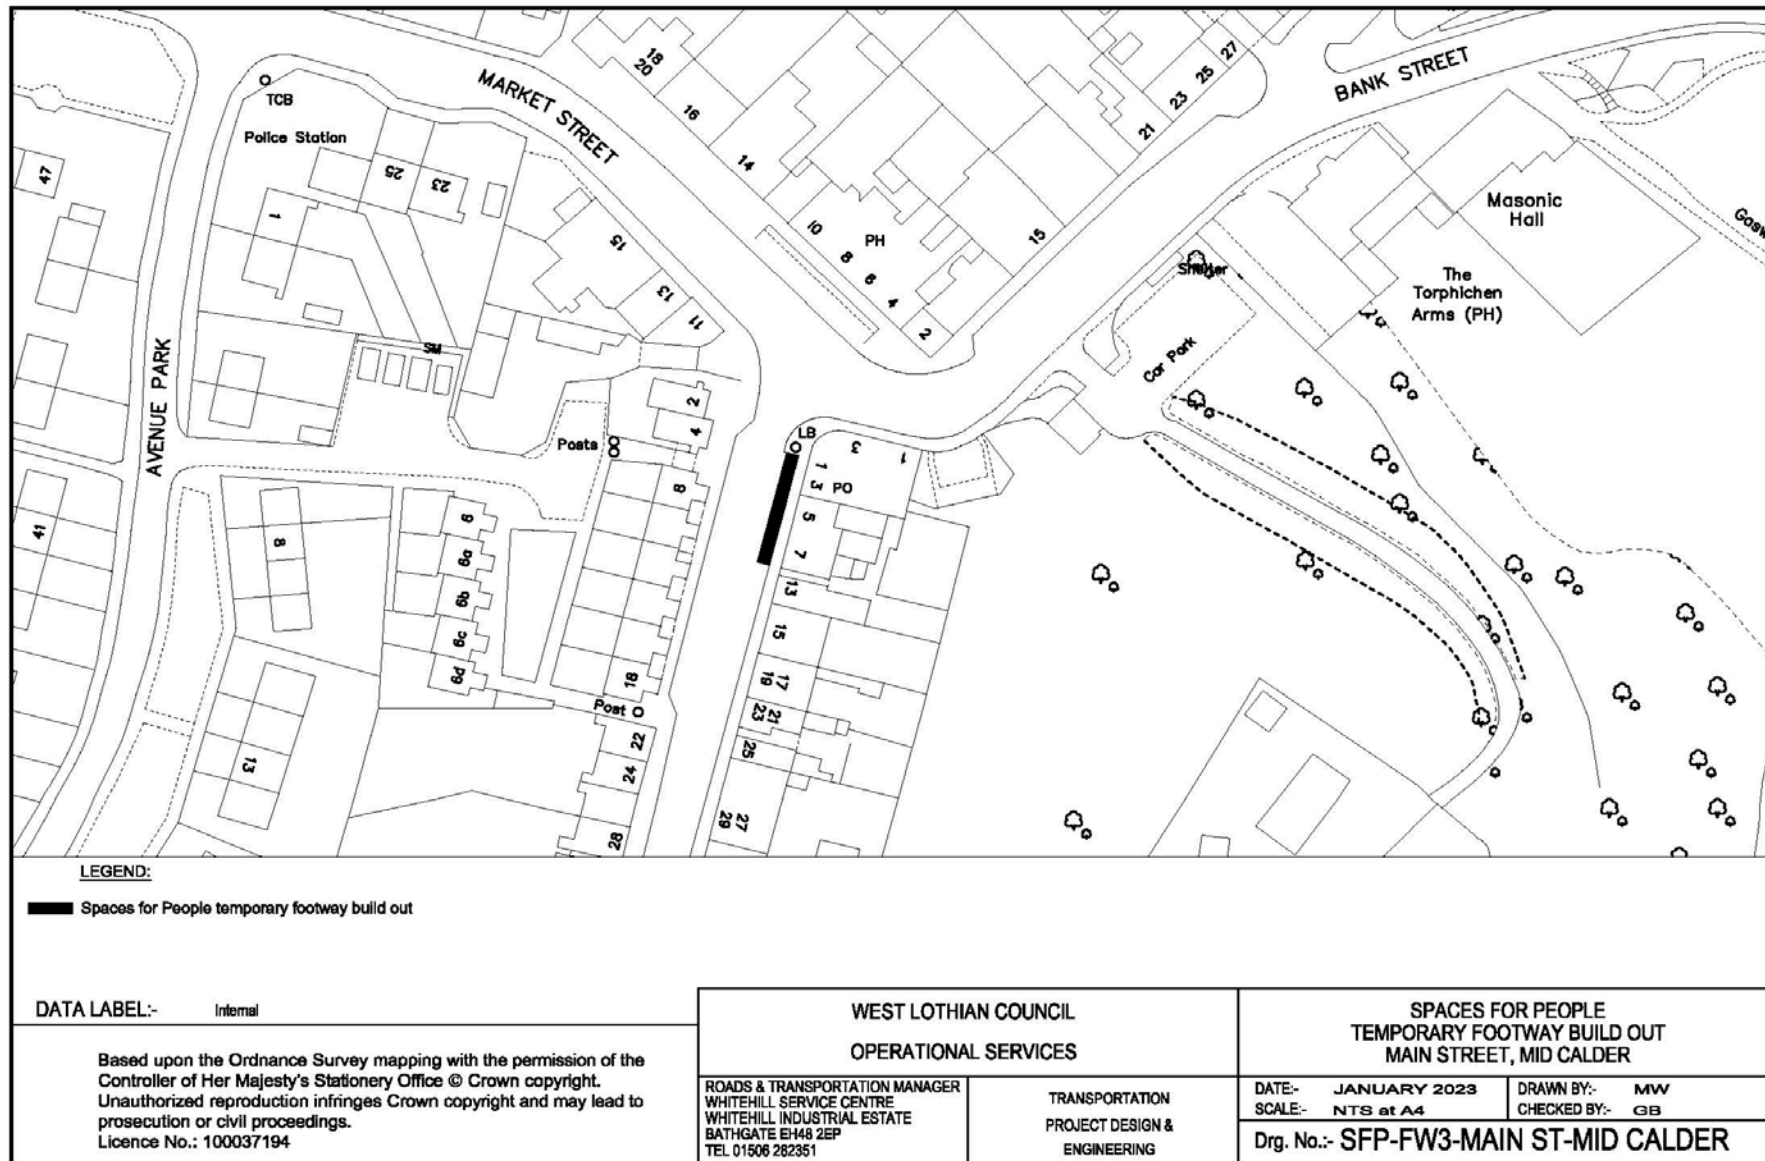 MARKET STREET
BANK STREET
AVENUE PARK
TCB
Police Station
47
25
23
1
18
20
16
14
10
8
6
4
2
PH
27
25
23
21
15
15
13
11
Masonic
Hall
The
Torphichen
Arms (PH)
Shelter
Car Park
SM
Posts
2
4
8
LB
3
1
1
3
PO
5
7
13
15
17
19
21
23
25
27
29
41
8
6
6a
6b
6c
6d
18
Post
22
24
28
13
LEGEND:
Spaces for People temporary footway build out
DATA LABEL:- Internal
Based upon the Ordnance Survey mapping with the permission of the
Controller of Her Majesty's Stationery Office © Crown copyright.
Unauthorized reproduction infringes Crown copyright and may lead to
prosecution or civil proceedings.
Licence No.: 100037194
WEST LOTHIAN COUNCIL
OPERATIONAL SERVICES
ROADS & TRANSPORTATION MANAGER
WHITEHILL SERVICE CENTRE
WHITEHILL INDUSTRIAL ESTATE
BATHGATE EH48 2EP
TEL 01506 282351
TRANSPORTATION
PROJECT DESIGN &
ENGINEERING
SPACES FOR PEOPLE
TEMPORARY FOOTWAY BUILD OUT
MAIN STREET, MID CALDER
DATE:- JANUARY 2023
SCALE:- NTS at A4
DRAWN BY:- MW
CHECKED BY:- GB
Drg. No.:- SFP-FW3-MAIN ST-MID CALDER